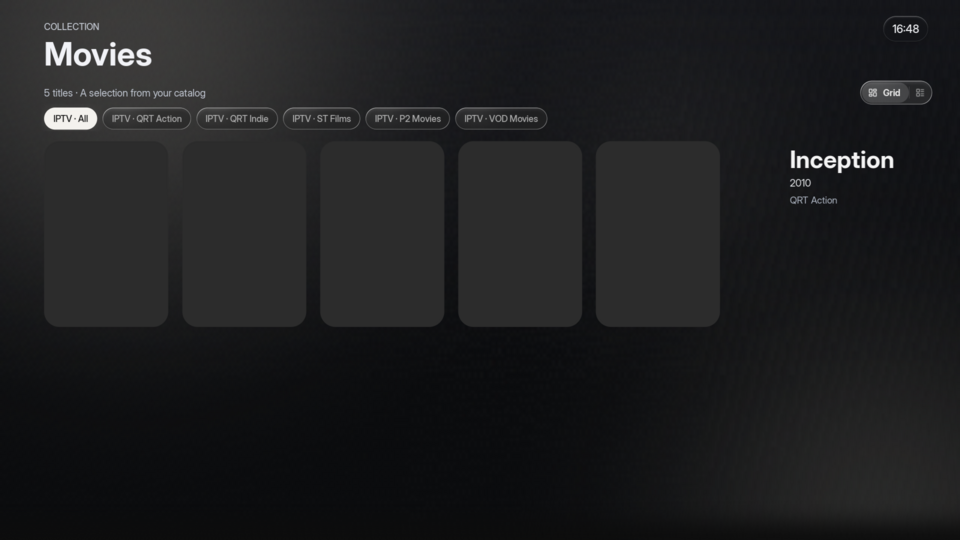 COLLECTION
16:48
Movies
5 titles · A selection from your catalog
Grid
IPTV · All
IPTV · QRT Action
IPTV · QRT Indie
IPTV · ST Films
IPTV · P2 Movies
IPTV · VOD Movies
Inception
2010
QRT Action